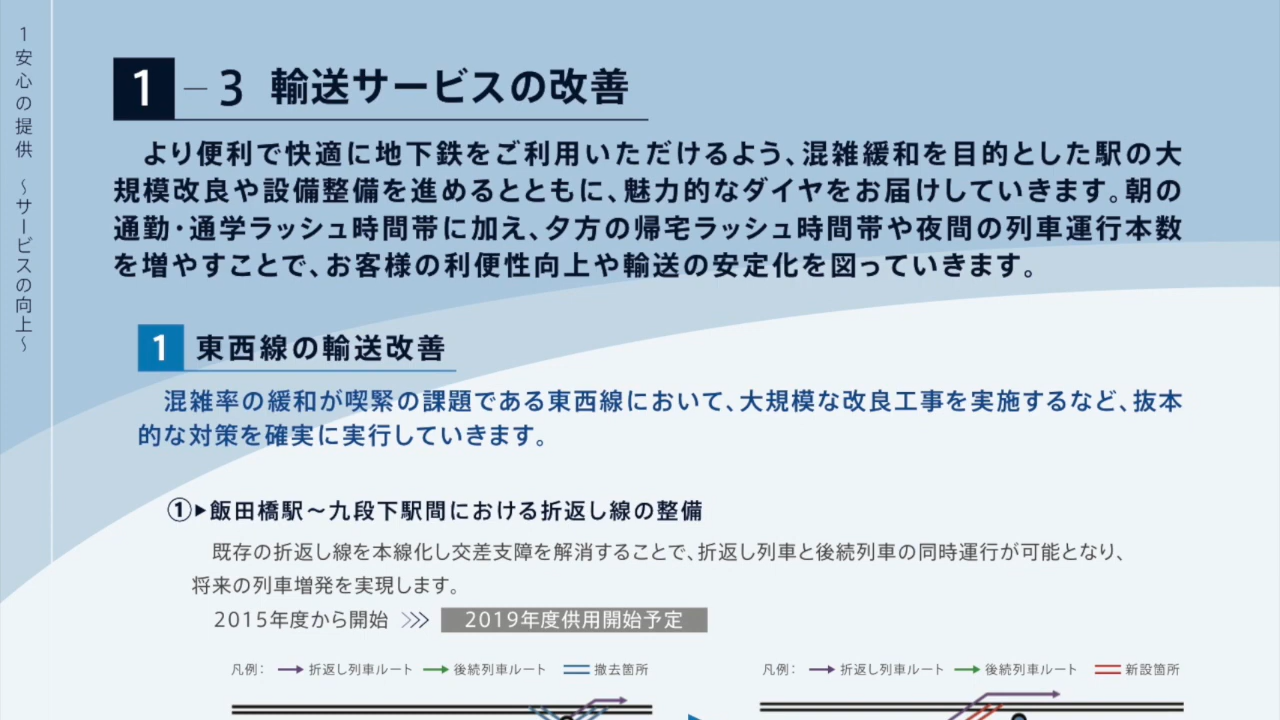 1 安心の提供 ～サービスの向上～
1－3 輸送サービスの改善
より便利で快適に地下鉄をご利用いただけるよう、混雑緩和を目的とした駅の大
規模改良や設備整備を進めるとともに、魅力的なダイヤをお届けしていきます。朝の
通勤・通学ラッシュ時間帯に加え、夕方の帰宅ラッシュ時間帯や夜間の列車運行本数
を増やすことで、お客様の利便性向上や輸送の安定化を図っていきます。
1 東西線の輸送改善
混雑率の緩和が喫緊の課題である東西線において、大規模な改良工事を実施するなど、抜本
的な対策を確実に実行していきます。
①▶飯田橋駅～九段下駅間における折返し線の整備
既存の折返し線を本線化し交差支障を解消することで、折返し列車と後続列車の同時運行が可能となり、
将来の列車増発を実現します。
2015年度から開始 >>> 2019年度供用開始予定
凡例： 折返し列車ルート 後続列車ルート 撤去箇所
凡例： 折返し列車ルート 後続列車ルート 新設箇所